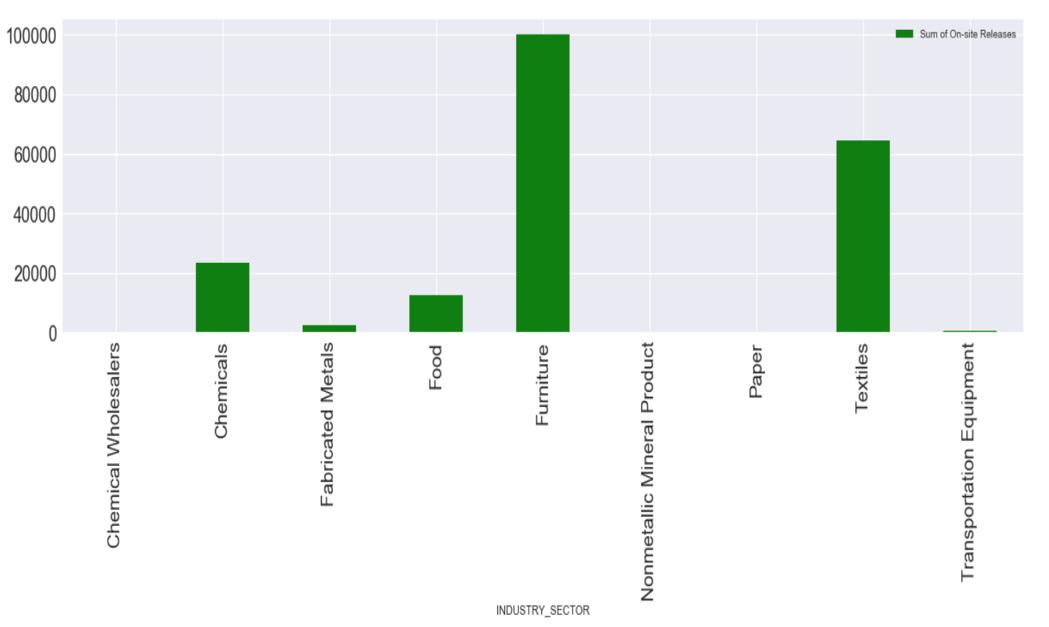 100000
80000
60000
40000
20000
0
Sum of On-site Releases
Chemical Wholesalers
Chemicals
Fabricated Metals
Food
Furniture
Nonmetallic Mineral Product
Paper
Textiles
Transportation Equipment
INDUSTRY_SECTOR